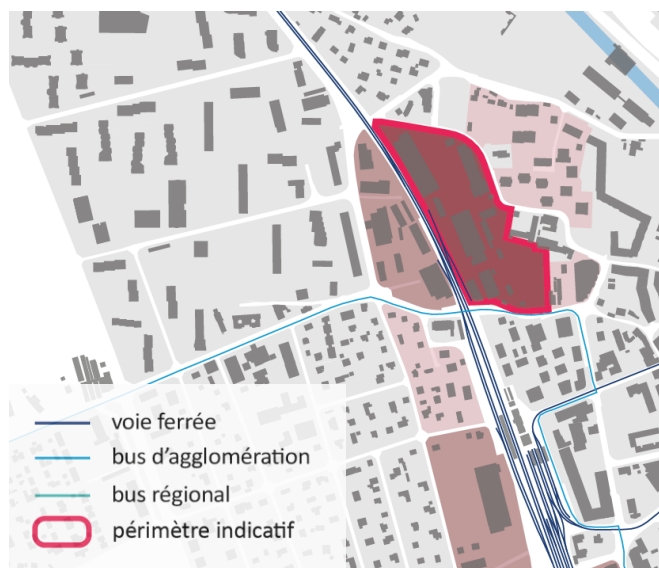 voie ferrée
bus d'agglomération
bus régional
périmètre indicatif